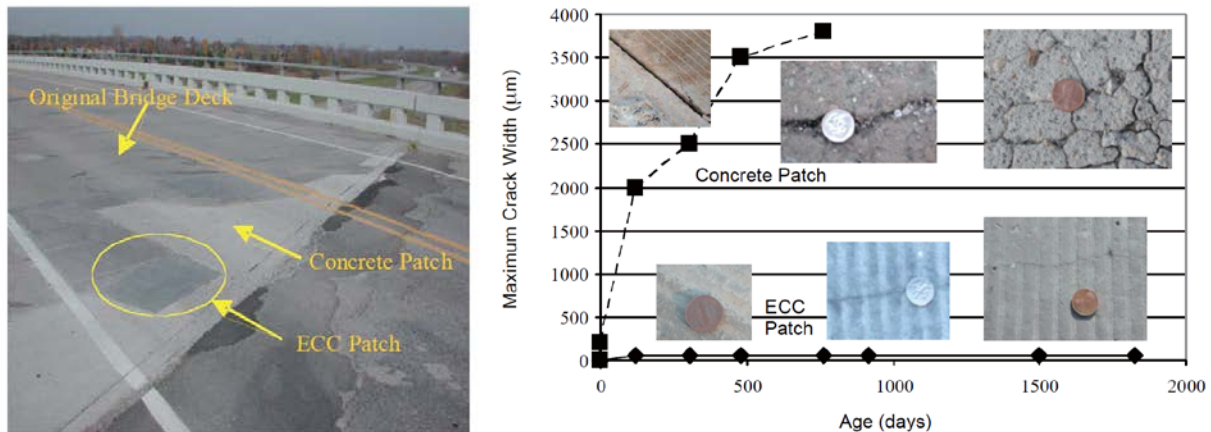 Original Bridge Deck
Concrete Patch
ECC Patch
Maximum Crack Width (μm)
4000
3500
3000
2500
2000
1500
1000
500
0
Concrete Patch
ECC
Patch
0
500
1000
1500
2000
Age (days)